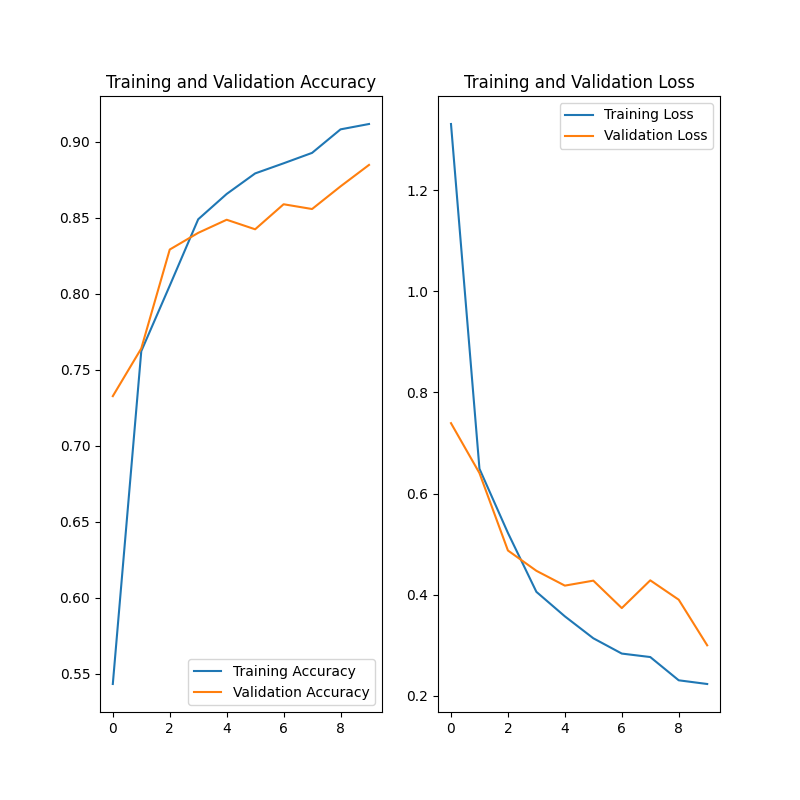 Training and Validation Accuracy
0.90
0.85
0.80
0.75
0.70
0.65
0.60
0.55
0 2 4 6 8
Training Accuracy
Validation Accuracy
Training and Validation Loss
1.2
1.0
0.8
0.6
0.4
0.2
0 2 4 6 8
Training Loss
Validation Loss